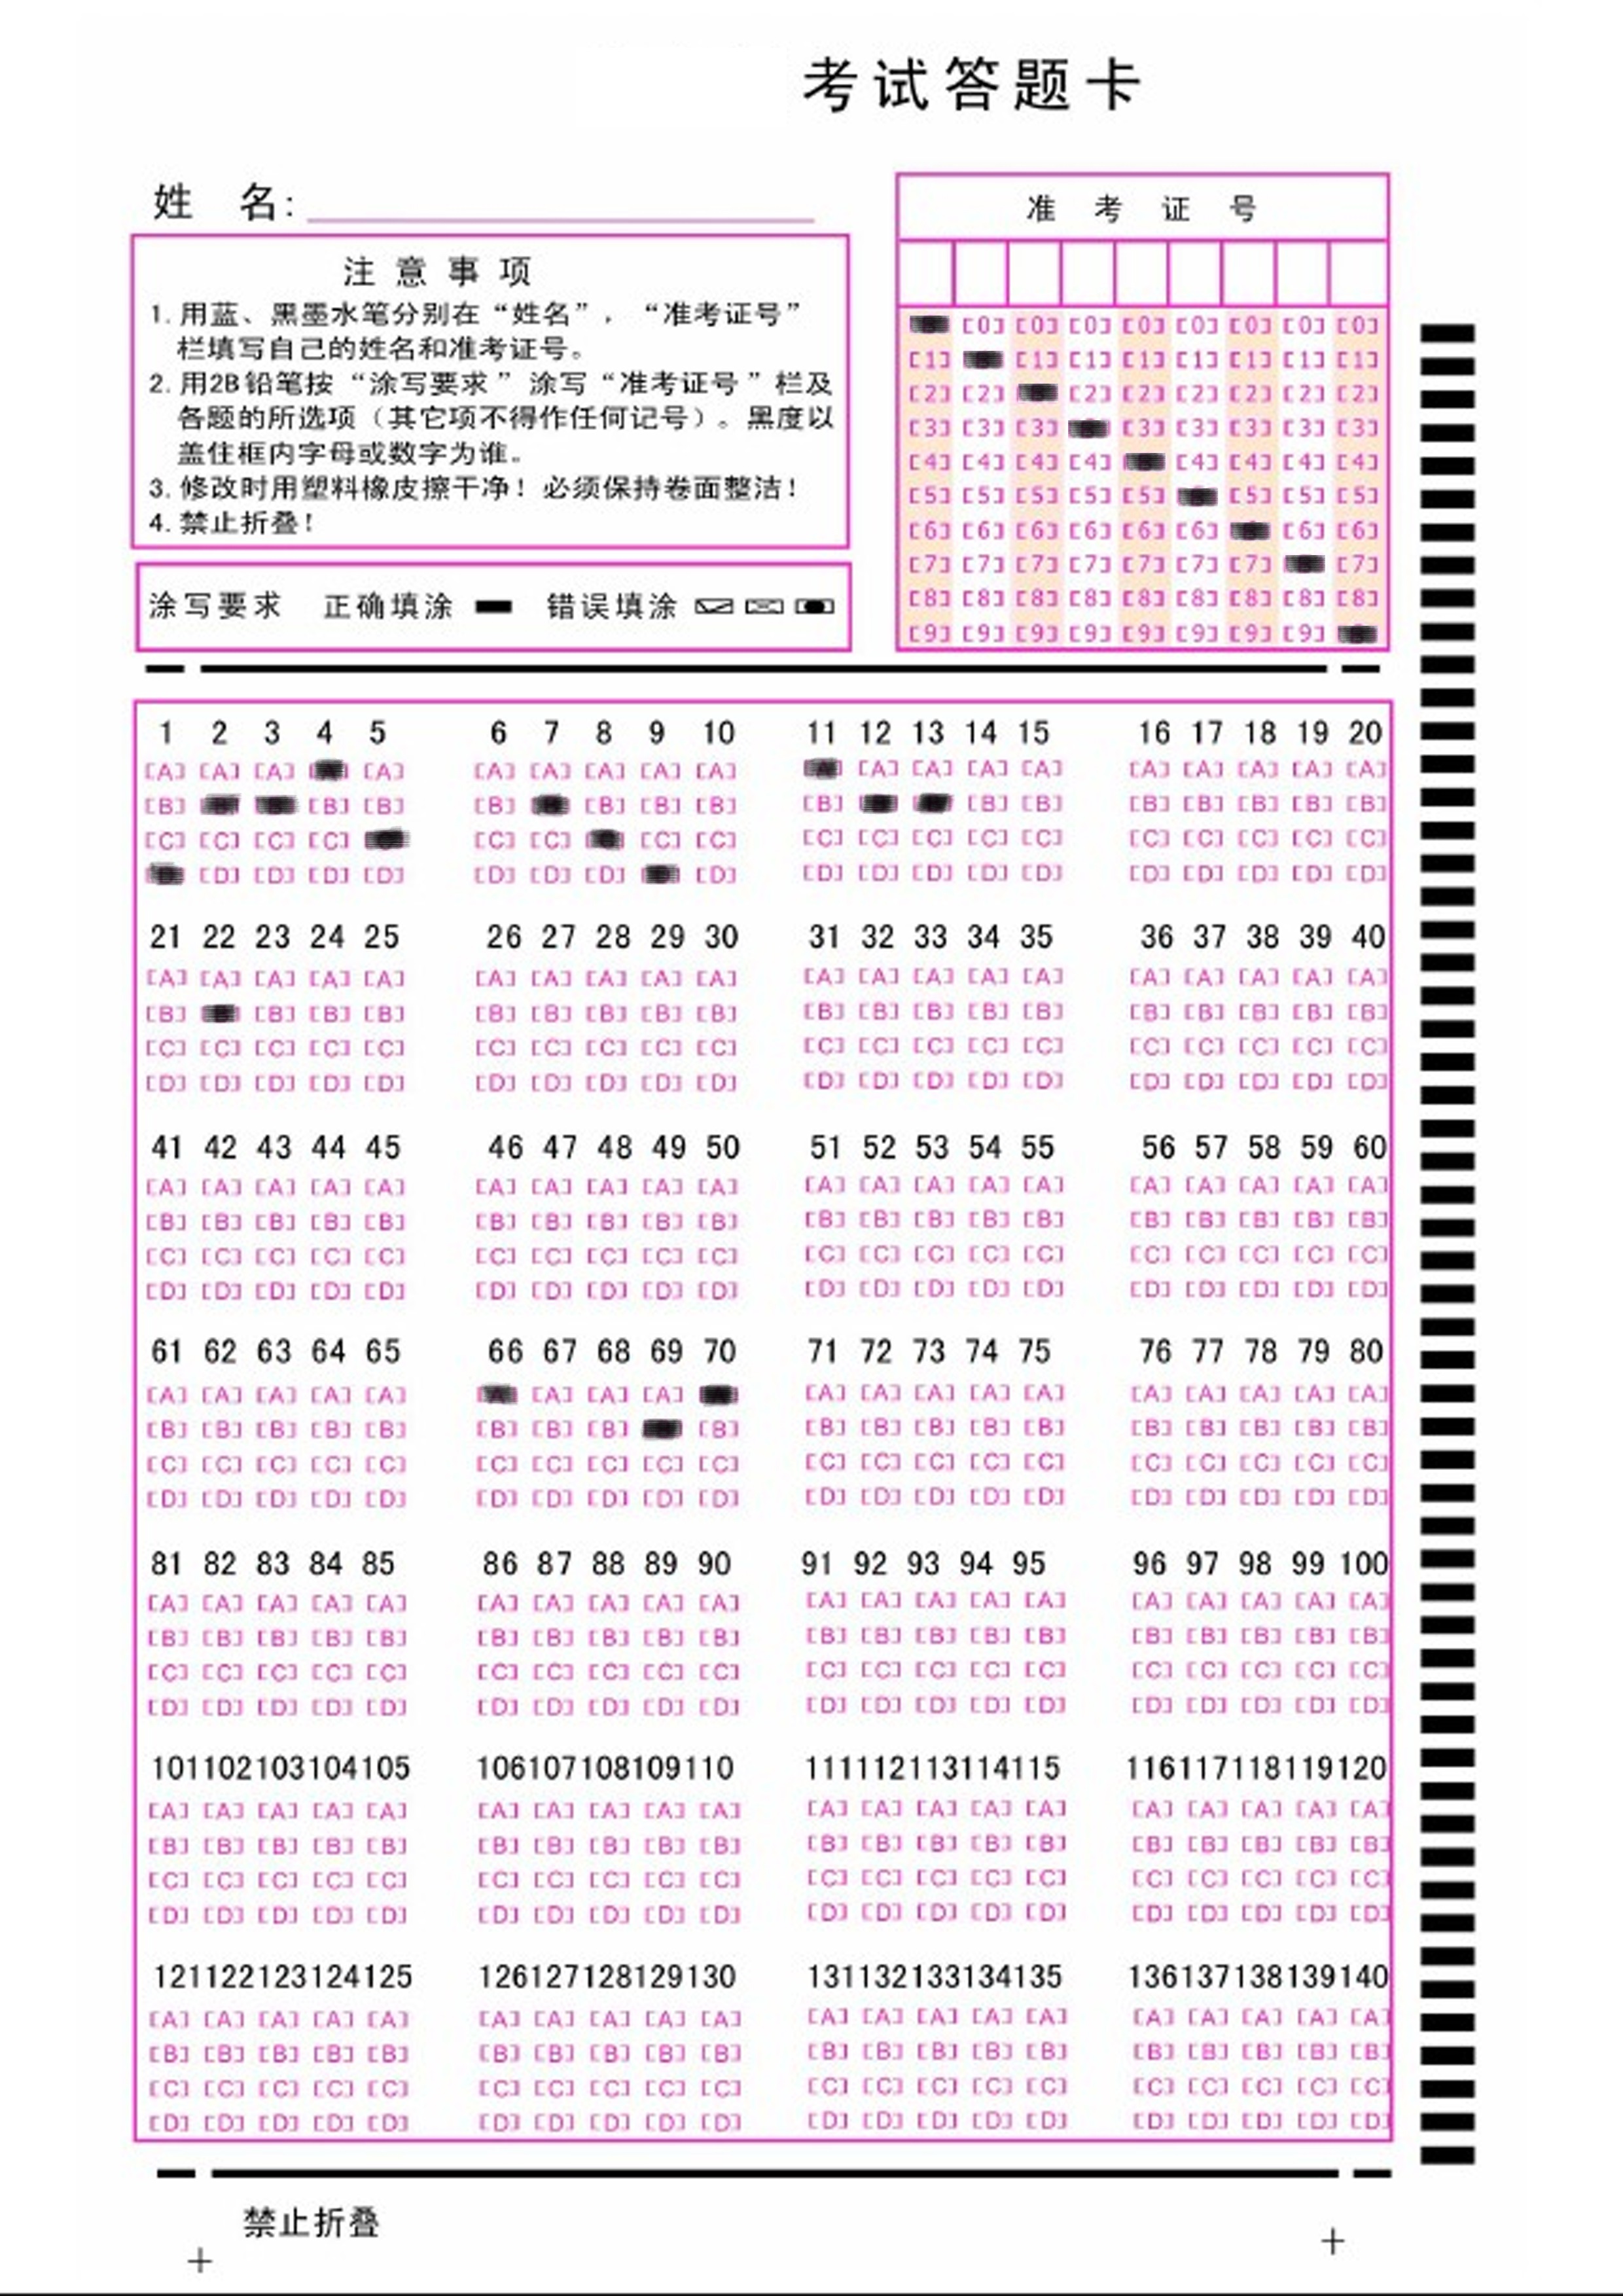 考试答题卡
姓 名:
注意事项
1. 用蓝、黑墨水笔分别在“姓名”，“准考证号”
栏填写自己的姓名和准考证号。
2. 用2B铅笔按“涂写要求”涂写“准考证号”栏及
各题的所选项（其它项不得作任何记号）。黑度以
盖住框内字母或数字为谁。
3. 修改时用塑料橡皮擦干净！必须保持卷面整洁！
4. 禁止折叠！
涂写要求 正确填涂 错误填涂
准考证号
[0] [0] [0] [0] [0] [0] [0] [0]
[1] [1] [1] [1] [1] [1] [1] [1]
[2] [2] [2] [2] [2] [2] [2] [2]
[3] [3] [3] [3] [3] [3] [3] [3]
[4] [4] [4] [4] [4] [4] [4] [4]
[5] [5] [5] [5] [5] [5] [5] [5]
[6] [6] [6] [6] [6] [6] [6] [6]
[7] [7] [7] [7] [7] [7] [7] [7]
[8] [8] [8] [8] [8] [8] [8] [8] [8]
[9] [9] [9] [9] [9] [9] [9] [9]
1 2 3 4 5 6 7 8 9 10 11 12 13 14 15 16 17 18 19 20
[A] [A] [A] [A] [A] [A] [A] [A] [A] [A] [A] [A] [A] [A] [A] [A] [A] [A]
[B] [B] [B] [B] [B] [B] [B] [B] [B] [B] [B] [B] [B] [B] [B]
[C] [C] [C] [C] [C] [C] [C] [C] [C] [C] [C] [C] [C] [C] [C] [C] [C] [C]
[D] [D] [D] [D] [D] [D] [D] [D] [D] [D] [D] [D] [D] [D] [D] [D] [D] [D]
21 22 23 24 25 26 27 28 29 30 31 32 33 34 35 36 37 38 39 40
[A] [A] [A] [A] [A] [A] [A] [A] [A] [A] [A] [A] [A] [A] [A] [A] [A] [A] [A] [A]
[B] [B] [B] [B] [B] [B] [B] [B] [B] [B] [B] [B] [B] [B] [B] [B] [B] [B] [B]
[C] [C] [C] [C] [C] [C] [C] [C] [C] [C] [C] [C] [C] [C] [C] [C] [C] [C] [C] [C]
[D] [D] [D] [D] [D] [D] [D] [D] [D] [D] [D] [D] [D] [D] [D] [D] [D] [D] [D] [D]
41 42 43 44 45 46 47 48 49 50 51 52 53 54 55 56 57 58 59 60
[A] [A] [A] [A] [A] [A] [A] [A] [A] [A] [A] [A] [A] [A] [A] [A] [A] [A] [A] [A]
[B] [B] [B] [B] [B] [B] [B] [B] [B] [B] [B] [B] [B] [B] [B] [B] [B] [B] [B] [B]
[C] [C] [C] [C] [C] [C] [C] [C] [C] [C] [C] [C] [C] [C] [C] [C] [C] [C] [C] [C]
[D] [D] [D] [D] [D] [D] [D] [D] [D] [D] [D] [D] [D] [D] [D] [D] [D] [D] [D] [D]
61 62 63 64 65 66 67 68 69 70 71 72 73 74 75 76 77 78 79 80
[A] [A] [A] [A] [A] [A] [A] [A] [A] [A] [A] [A] [A] [A] [A] [A] [A] [A]
[B] [B] [B] [B] [B] [B] [B] [B] [B] [B] [B] [B] [B] [B] [B] [B] [B] [B] [B]
[C] [C] [C] [C] [C] [C] [C] [C] [C] [C] [C] [C] [C] [C] [C] [C] [C] [C] [C] [C]
[D] [D] [D] [D] [D] [D] [D] [D] [D] [D] [D] [D] [D] [D] [D] [D] [D] [D] [D] [D]
81 82 83 84 85 86 87 88 89 90 91 92 93 94 95 96 97 98 99 100
[A] [A] [A] [A] [A] [A] [A] [A] [A] [A] [A] [A] [A] [A] [A] [A] [A] [A] [A] [A]
[B] [B] [B] [B] [B] [B] [B] [B] [B] [B] [B] [B] [B] [B] [B] [B] [B] [B] [B] [B]
[C] [C] [C] [C] [C] [C] [C] [C] [C] [C] [C] [C] [C] [C] [C] [C] [C] [C] [C] [C]
[D] [D] [D] [D] [D] [D] [D] [D] [D] [D] [D] [D] [D] [D] [D] [D] [D] [D] [D] [D]
101 102 103 104 105 106 107 108 109 110 111 112 113 114 115 116 117 118 119 120
[A] [A] [A] [A] [A] [A] [A] [A] [A] [A] [A] [A] [A] [A] [A] [A] [A] [A] [A] [A]
[B] [B] [B] [B] [B] [B] [B] [B] [B] [B] [B] [B] [B] [B] [B] [B] [B] [B] [B] [B]
[C] [C] [C] [C] [C] [C] [C] [C] [C] [C] [C] [C] [C] [C] [C] [C] [C] [C] [C] [C]
[D] [D] [D] [D] [D] [D] [D] [D] [D] [D] [D] [D] [D] [D] [D] [D] [D] [D] [D] [D]
121 122 123 124 125 126 127 128 129 130 131 132 133 134 135 136 137 138 139 140
[A] [A] [A] [A] [A] [A] [A] [A] [A] [A] [A] [A] [A] [A] [A] [A] [A] [A] [A] [A]
[B] [B] [B] [B] [B] [B] [B] [B] [B] [B] [B] [B] [B] [B] [B] [B] [B] [B] [B] [B]
[C] [C] [C] [C] [C] [C] [C] [C] [C] [C] [C] [C] [C] [C] [C] [C] [C] [C] [C] [C]
[D] [D] [D] [D] [D] [D] [D] [D] [D] [D] [D] [D] [D] [D] [D] [D] [D] [D] [D] [D]
禁止折叠